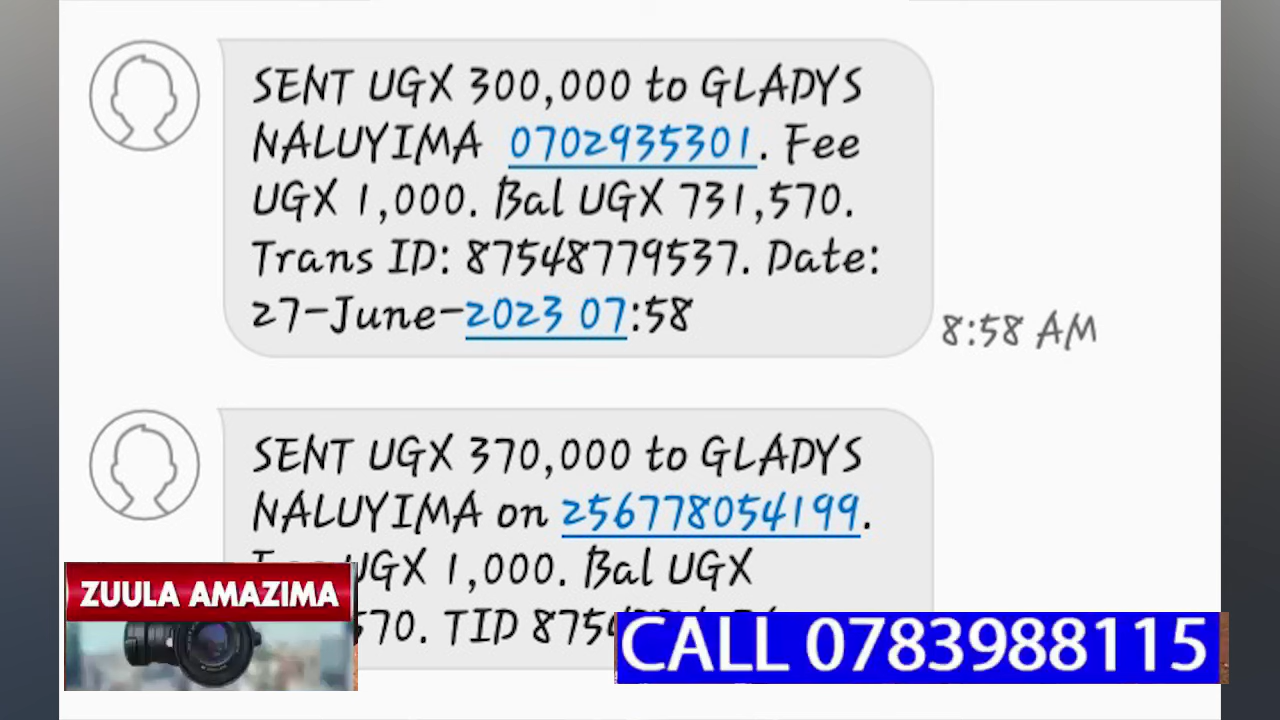 SENT UGX 300,000 to GLADYS
NALUYIMA 0702935301. Fee
UGX 1,000. Bal UGX 731,570.
Trans ID: 87548779537. Date:
27-June-2023 07:58
8:58 AM
SENT UGX 370,000 to GLADYS
NALUYIMA on 256778054199.
UGX 1,000. Bal UGX
570. TID
ZUULA AMAZIMA
CALL 0783988115